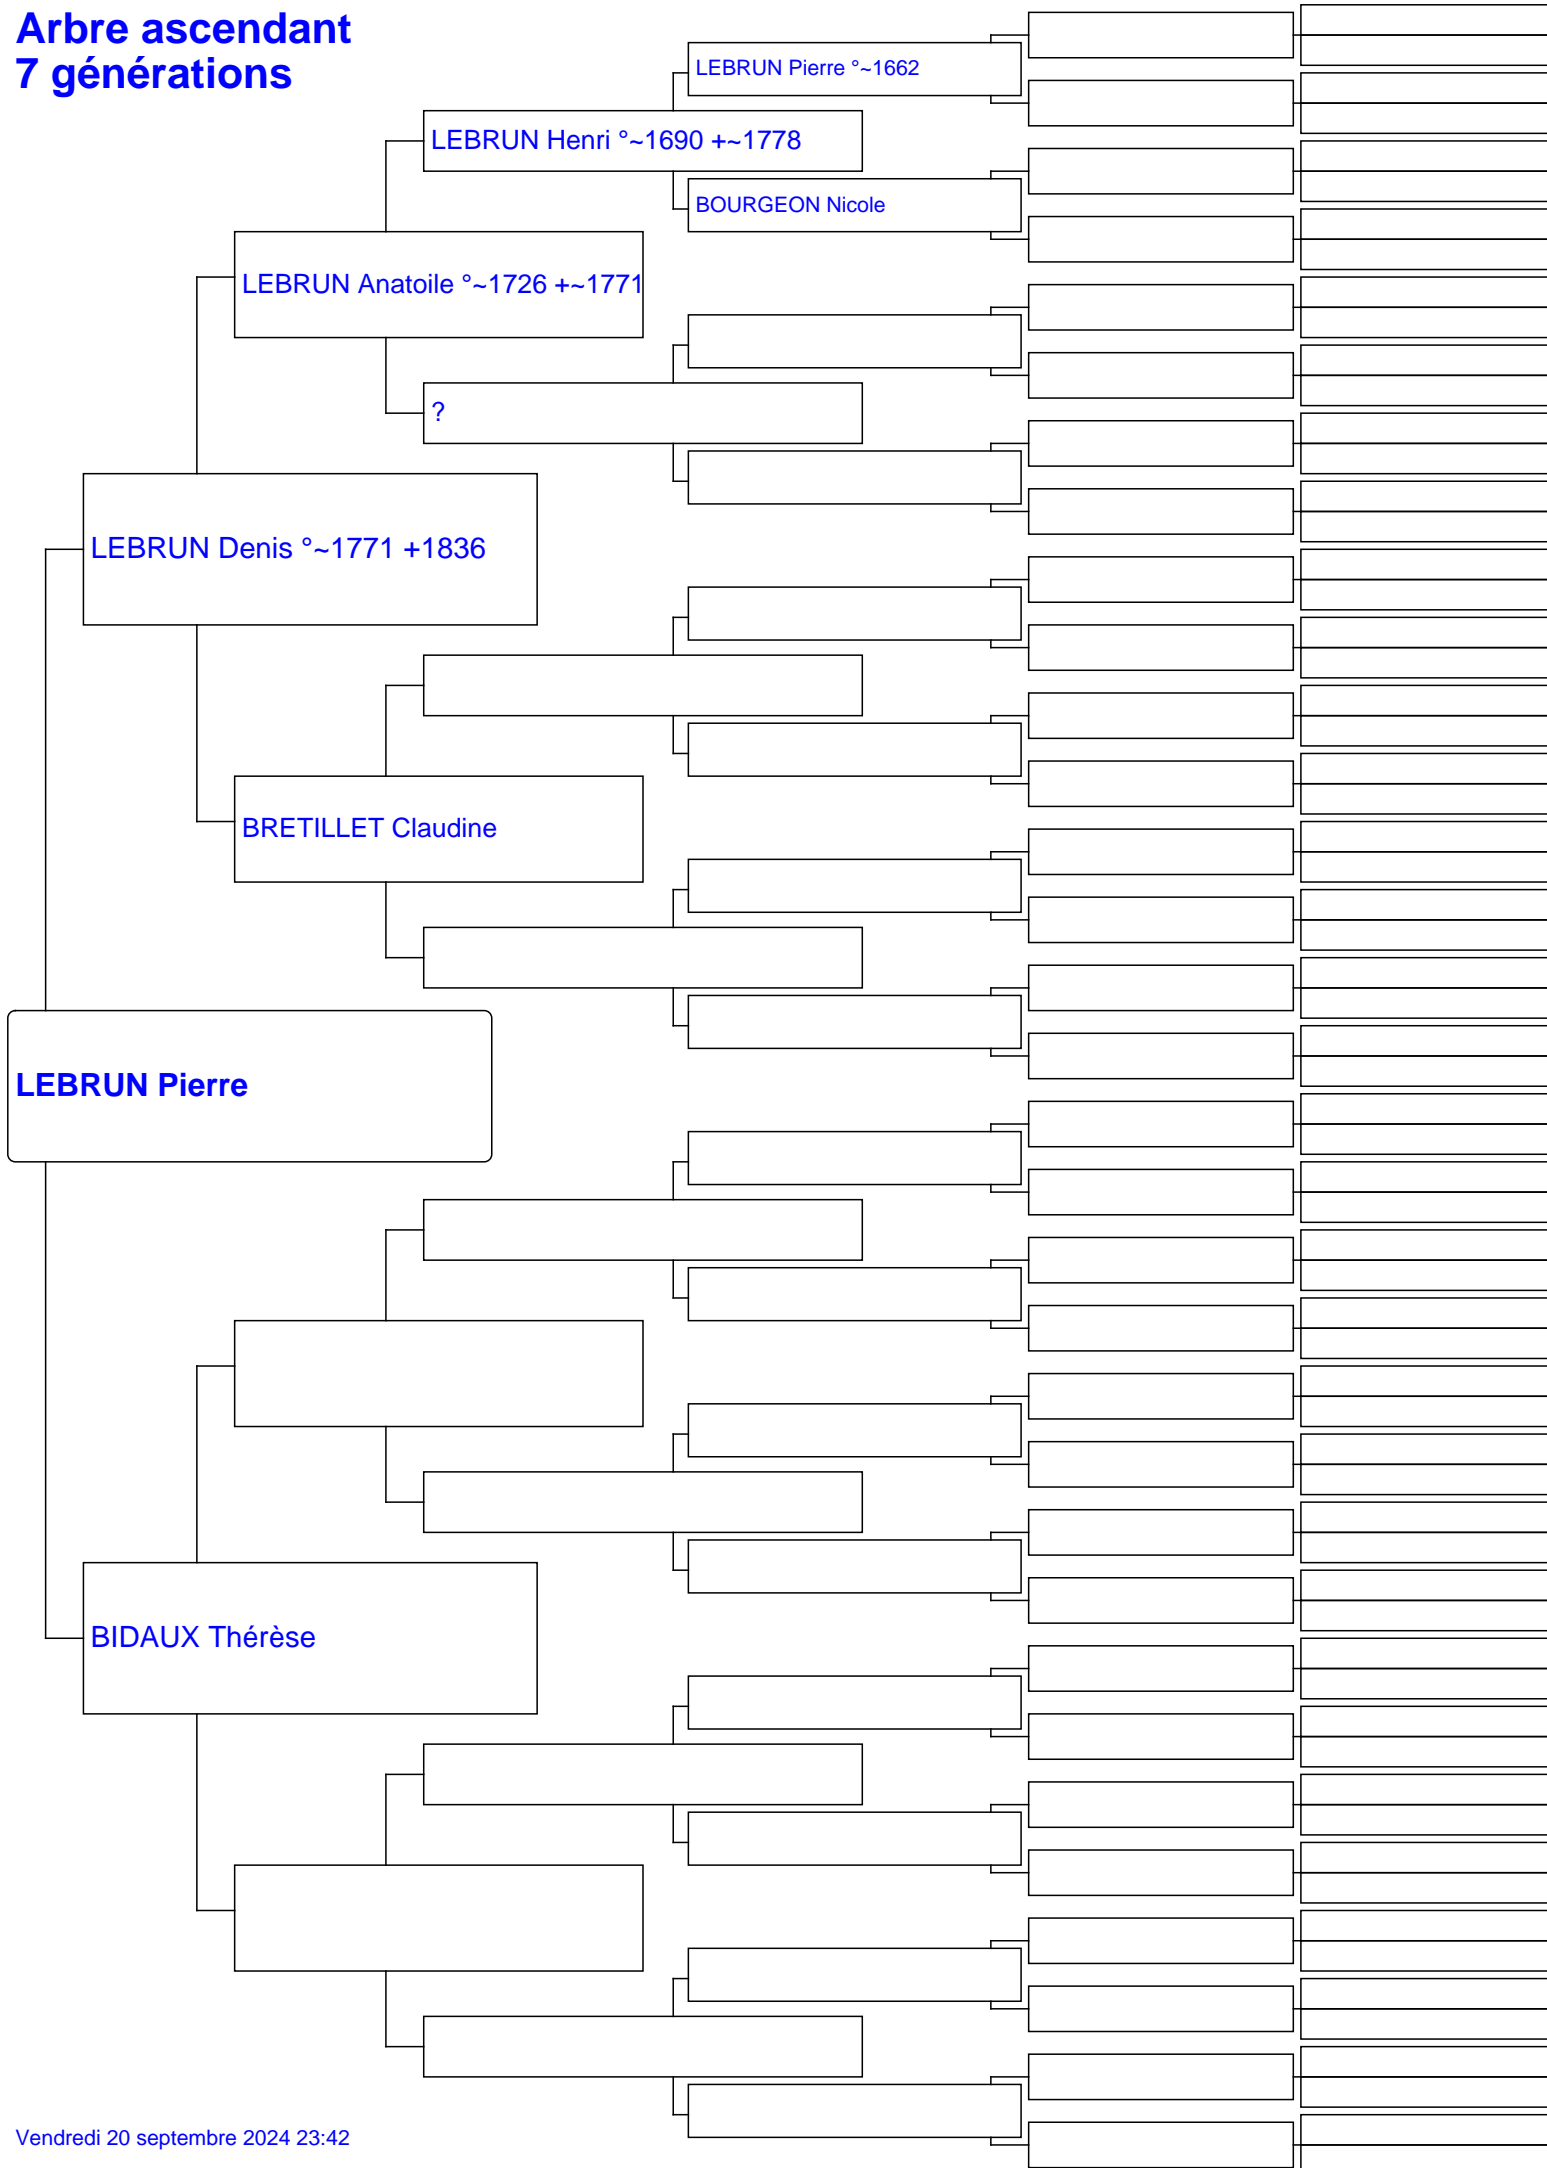 Arbre ascendant
7 générations
LEBRUN Pierre °~1662
LEBRUN Henri °~1690 +~1778
BOURGEON Nicole
LEBRUN Anatoile °~1726 +~1771
?
LEBRUN Denis °~1771 +1836
BRETILLET Claudine
LEBRUN Pierre
BIDAUX Thérèse
Vendredi 20 septembre 2024 23:42